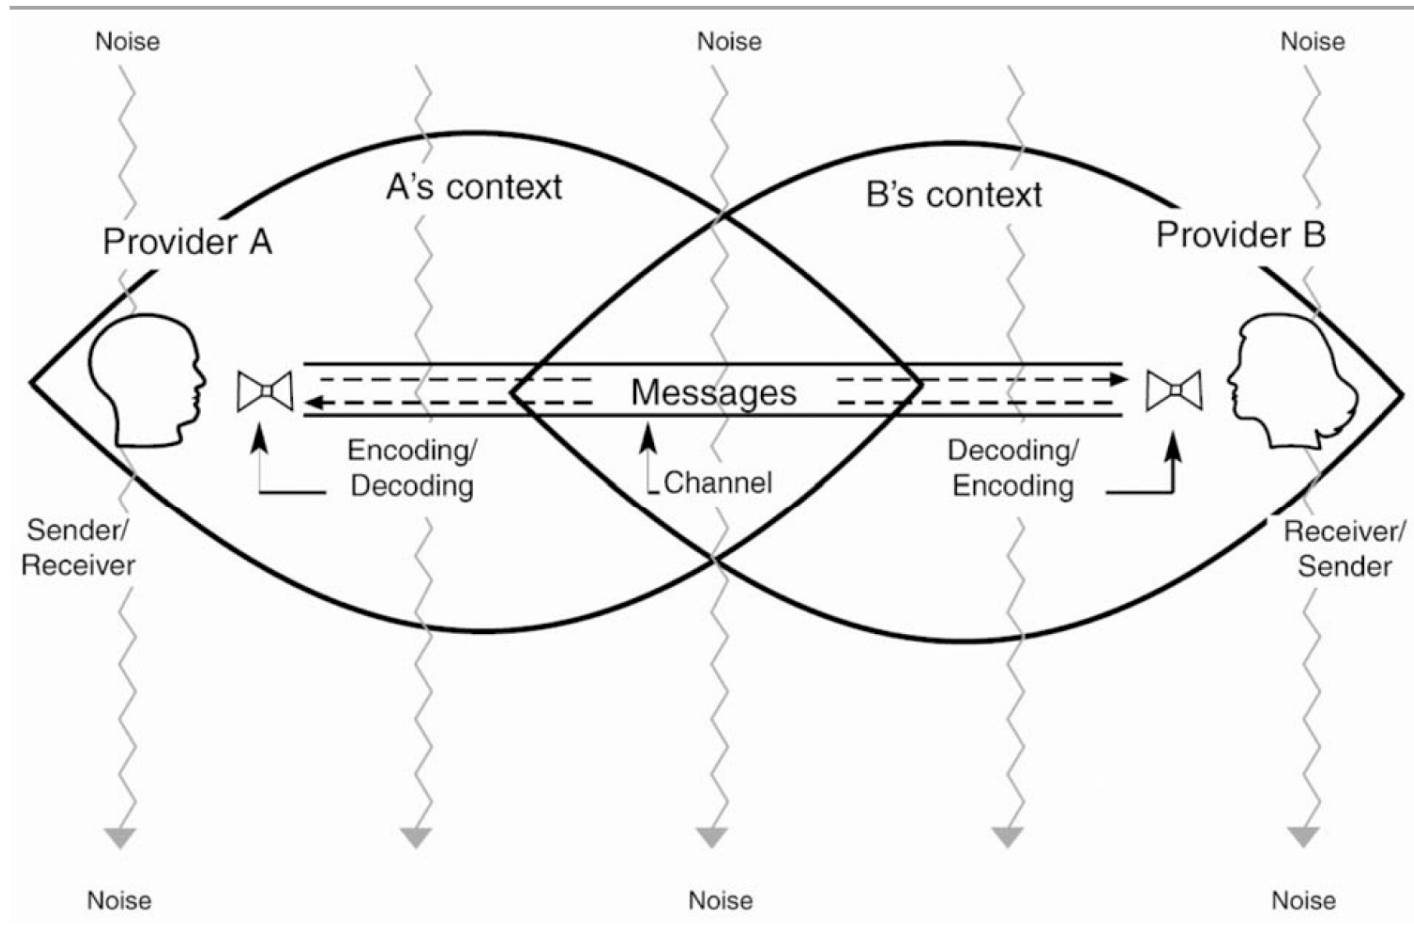 Noise
Noise
Noise
A's context
B's context
Provider A
Provider B
Messages
Encoding/
Decoding
Channel
Decoding/
Encoding
Sender/
Receiver
Receiver/
Sender
Noise
Noise
Noise